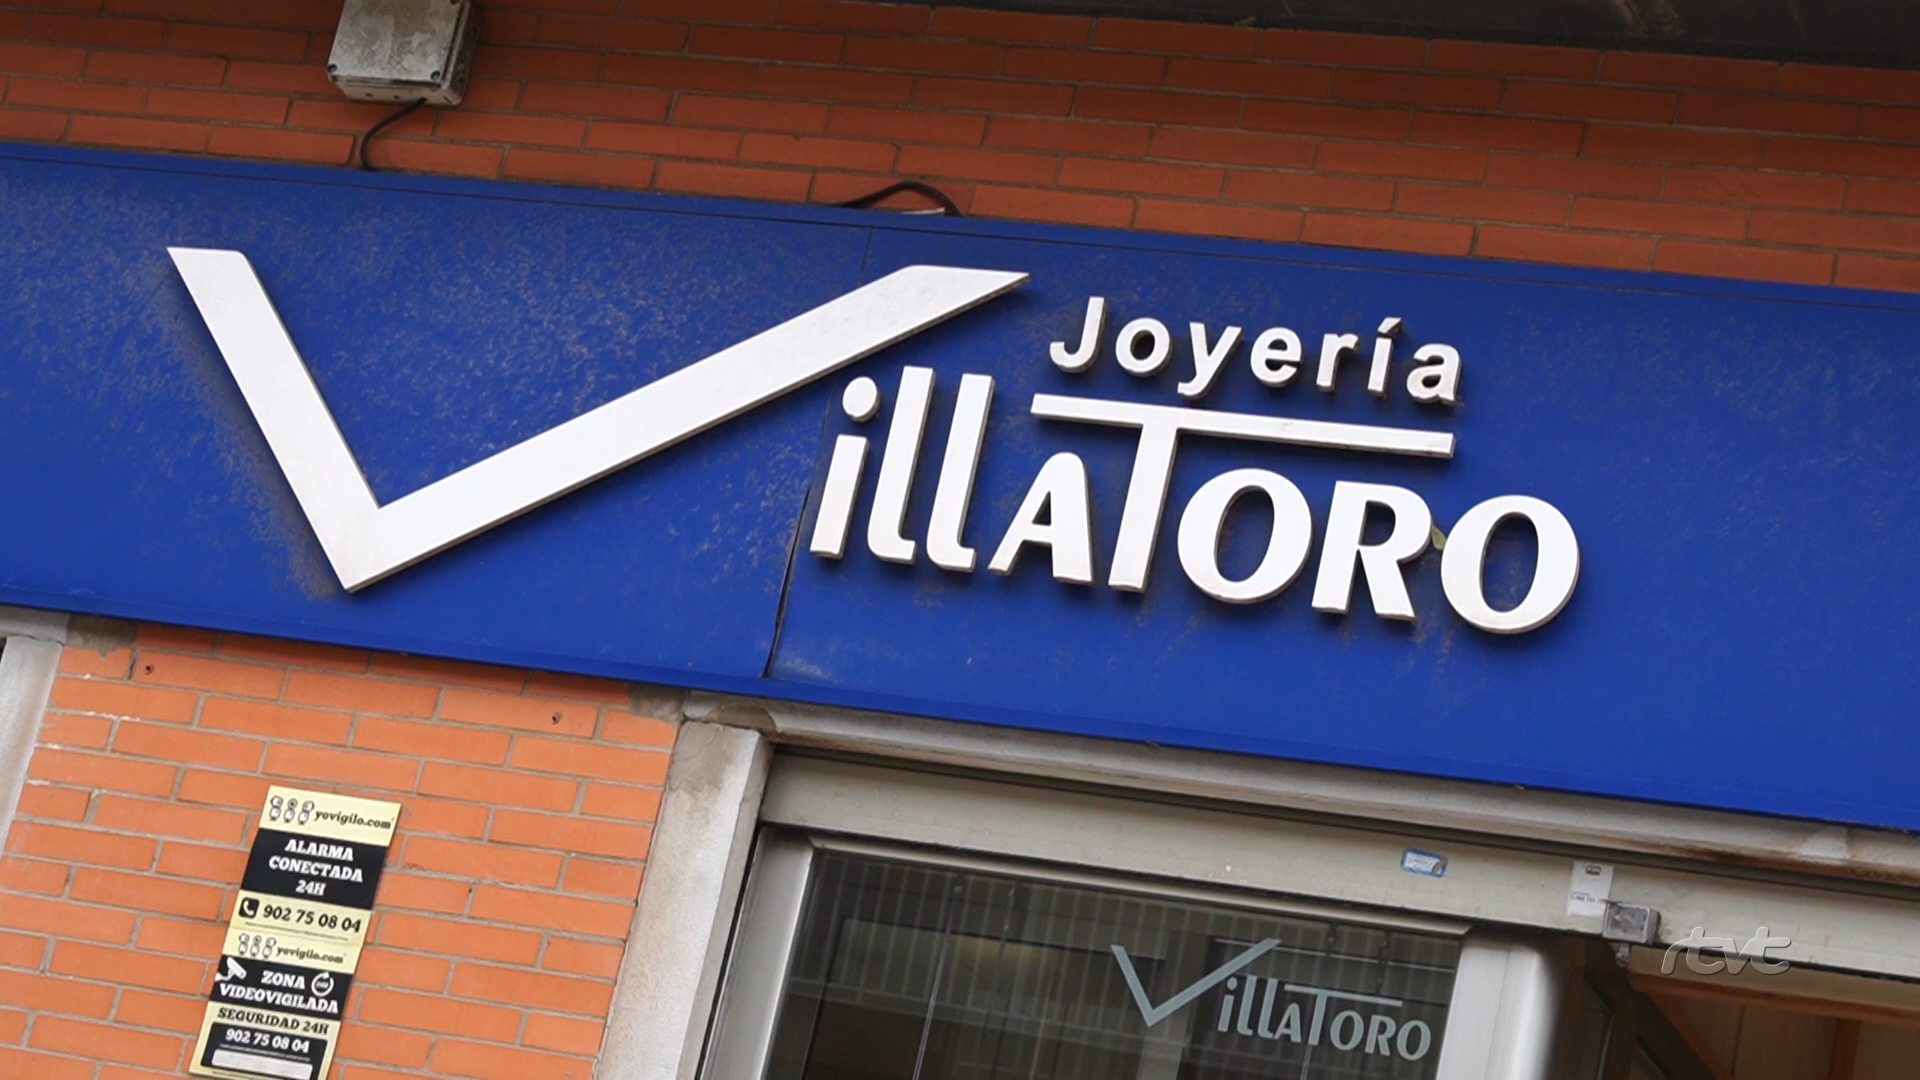 Joyería
VillaToro
yovigilo.com
ALARMA
CONECTADA
24H
902 75 08 04
yovigilo.com
ZONA
VIDEOVIGILADA
SEGURIDAD 24H
902 75 08 04
VillaToro
rtvt